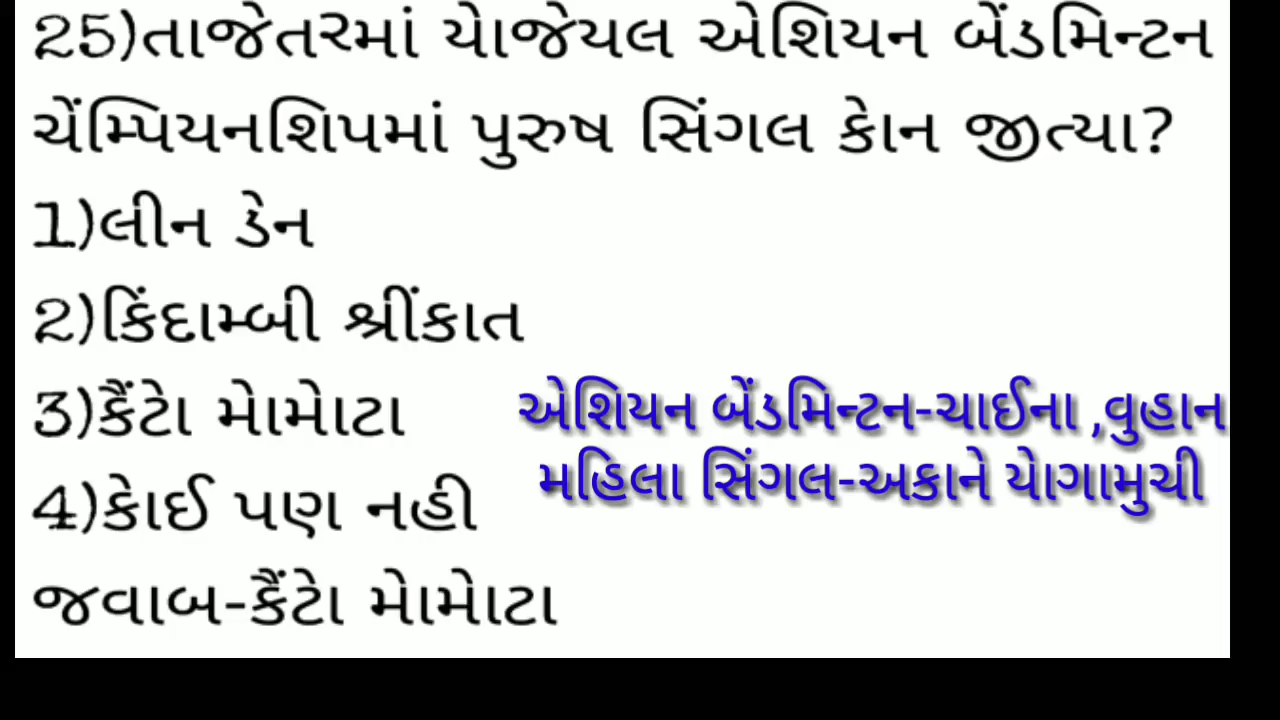 25)તાજેતરમાં યોજેયલ એશિયન બેંડમિન્ટન
ચેંમ્પિયનશિપમાં પુરુષ સિંગલ કોન જીત્યા?
1)લીન ડેન
2)કિંદામ્બી શ્રીંકાત
3)કૈંટો મોમોટા
4)કોઈ પણ નહી
એશિયન બેંડમિન્ટન-ચાઈના ,વુહાન
મહિલા સિંગલ-અકાને યોગામુચી
જવાબ-કૈંટો મોમોટા